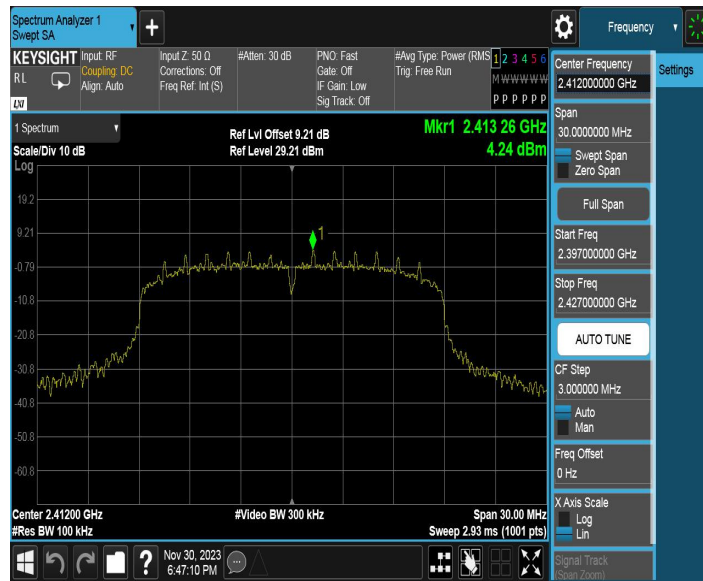 Spectrum Analyzer 1
Swept SA
+
Frequency
KEYSIGHT
RL
LXI
Input: RF
Coupling: DC
Align: Auto
Input Z: 50 Ω
Corrections: Off
Freq Ref: Int (S)
#Atten: 30 dB
PNO: Fast
Gate: Off
IF Gain: Low
Sig Track: Off
#Avg Type: Power (RMS
Trig: Free Run
1 2 3 4 5 6
M W W W W W
P P P P P P
Center Frequency
2.412000000 GHz
Settings
Span
30.0000000 MHz
Swept Span
Zero Span
Full Span
Start Freq
2.397000000 GHz
Stop Freq
2.427000000 GHz
AUTO TUNE
CF Step
3.000000 MHz
Auto
Man
Freq Offset
0 Hz
X Axis Scale
Log
Lin
Signal Track
(Span Zoom)
1 Spectrum
Scale/Div 10 dB
Log
Ref Lvl Offset 9.21 dB
Ref Level 29.21 dBm
Mkr1 2.413 26 GHz
4.24 dBm
19.2
9.21
-0.79
-10.8
-20.8
-30.8
-40.8
-50.8
-60.8
1
Center 2.41200 GHz
#Res BW 100 kHz
#Video BW 300 kHz
Span 30.00 MHz
Sweep 2.93 ms (1001 pts)
?
Nov 30, 2023
6:47:10 PM